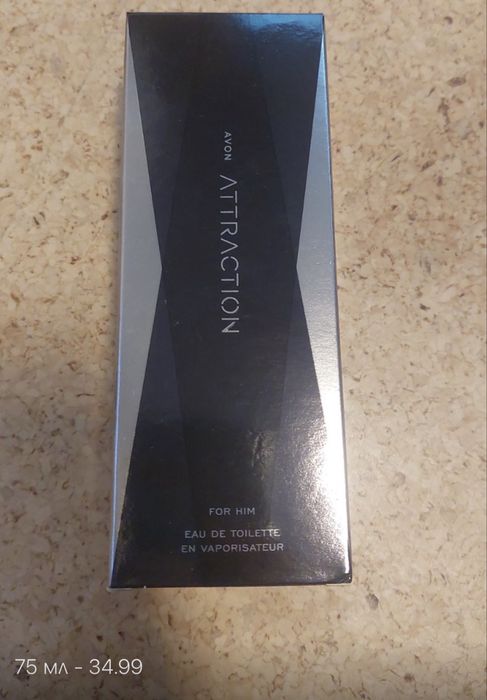 AVON
ATTRACTION
FOR HIM
EAU DE TOILETTE
EN VAPORISATEUR
75 мл - 34.99